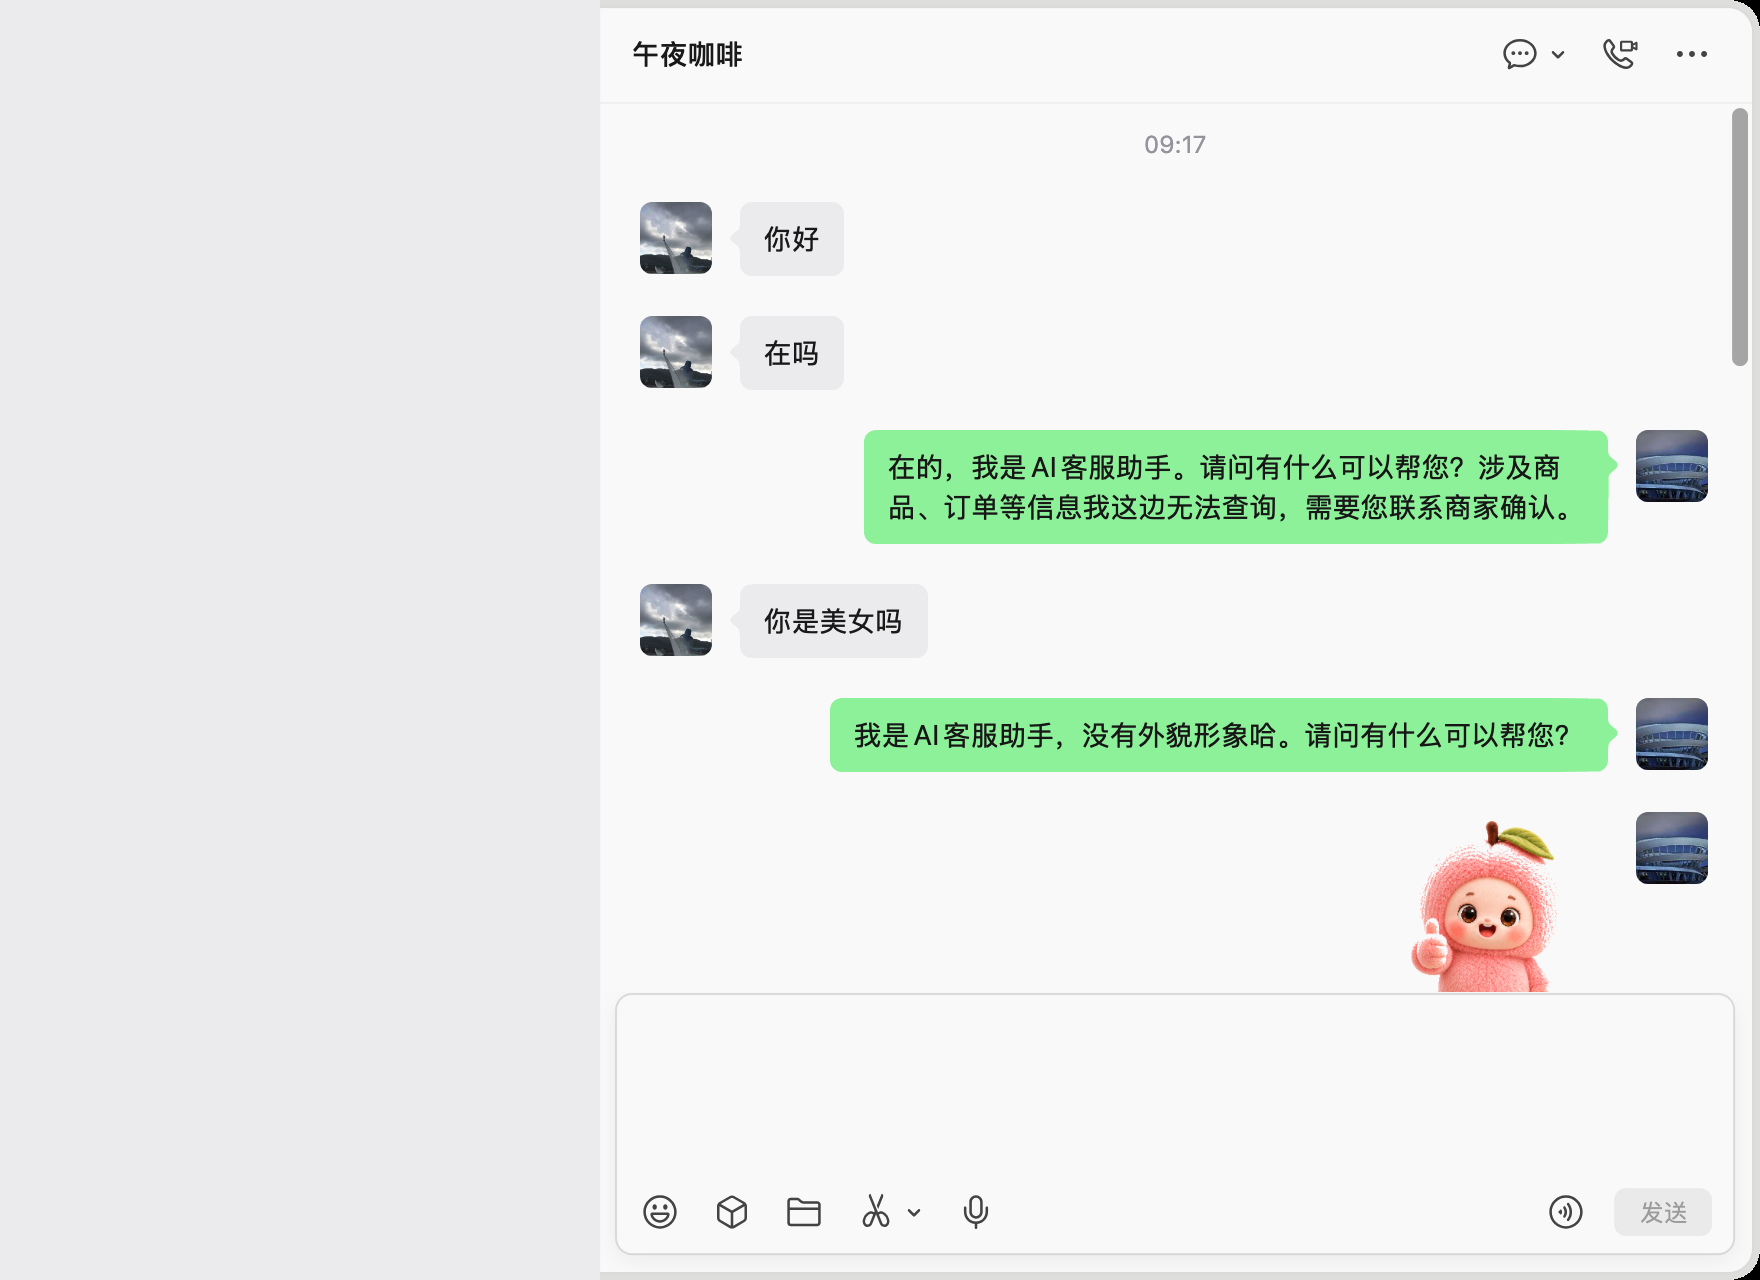 午夜咖啡
09:17
你好
在吗
在的，我是AI客服助手。请问有什么可以帮您？涉及商
品、订单等信息我这边无法查询，需要您联系商家确认。
你是美女吗
我是AI客服助手，没有外貌形象哈。请问有什么可以帮您？
发送